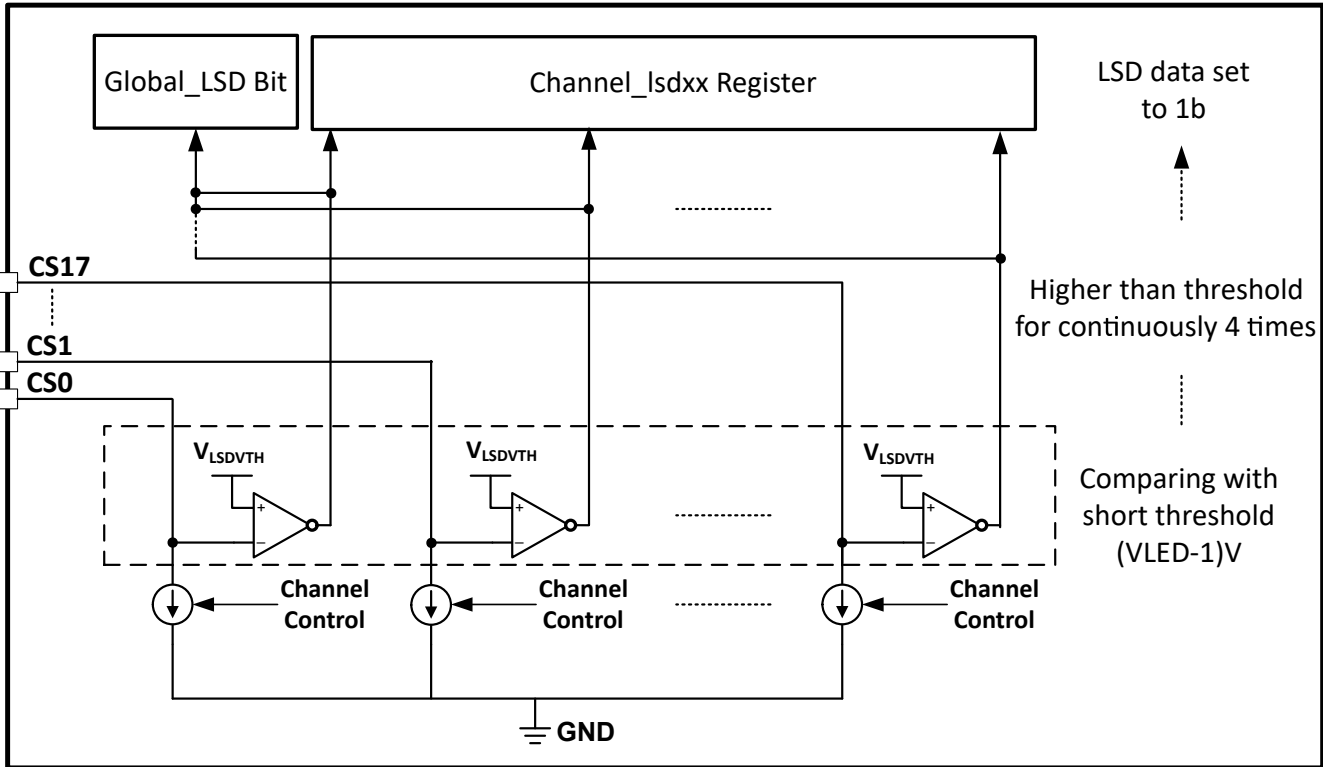 Global_LSD Bit
Channel_lsdxx Register
LSD data set
to 1b
CS17
Higher than threshold
for continuously 4 times
CS1
CS0
VLSDVTH
VLSDVTH
VLSDVTH
+
+
+
−
−
−
Comparing with
short threshold
(VLED-1)V
Channel
Control
Channel
Control
Channel
Control
GND